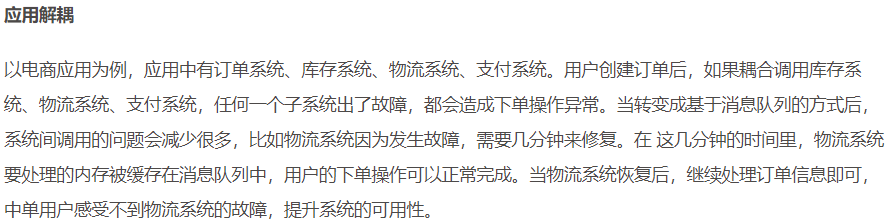 应用解耦
以电商应用为例，应用中有订单系统、库存系统、物流系统、支付系统。用户创建订单后，如果耦合调用库存系
统、物流系统、支付系统，任何一个子系统出了故障，都会造成下单操作异常。当转变成基于消息队列的方式后，
系统间调用的问题会减少很多，比如物流系统因为发生故障，需要几分钟来修复。在 这几分钟的时间里，物流系统
要处理的内存被缓存在消息队列中，用户的下单操作可以正常完成。当物流系统恢复后，继续处理订单信息即可，
中单用户感受不到物流系统的故障，提升系统的可用性。